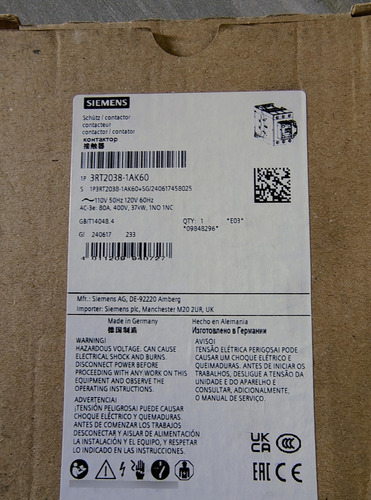 SIEMENS
Schütz / contactor
contacteur
contactor / contator
контактор
接触器
1P 3RT2038-1AK60
S 1P3RT2038-1AK60+SG/240617458025
110V 50Hz 120V 60Hz
AC-3e: 80A, 400V, 37kW, 1NO 1NC
GB/T14048.4
QTY: 1 *E03*
*09848296*
GI 240617 233
Mfr.: Siemens AG, DE-92220 Amberg
Importer: Siemens plc, Manchester M20 2UR, UK
Made in Germany
德国制造
Hecho en Alemania
Изготовлено в Германии
WARNING!
HAZARDOUS VOLTAGE. CAN CAUSE
ELECTRICAL SHOCK AND BURNS.
DISCONNECT POWER BEFORE
PROCEEDING WITH ANY WORK ON THIS
EQUIPMENT AND OBSERVE THE
OPERATING INSTRUCTIONS.
ADVERTENCIA!
¡TENSIÓN PELIGROSA! PUEDE CAUSAR
CHOQUE ELÉCTRICO Y QUEMADURAS.
ANTES DE COMENZAR LOS TRABAJOS
DESCONECTAR Y AISLAR DE ALIMENTACIÓN
LA INSTALACIÓN Y EL EQUIPO, Y RESPETAR
LO INDICADO EN LAS INSTRUCCIONES.
AVISO!
TENSÃO ELÉTRICA PERIGOSA! PODE
CAUSAR UM CHOQUE ELÉTRICO E
QUEIMADURAS. ANTES DE INICIAR OS
TRABALHOS, DESLIGUE A TENSÃO DA
UNIDADE E DO APARELHO E
CONSULTAR, ADICIONALMENTE,
O MANUAL DE SERVIÇO.
UK
CA
CCC
EAC CE